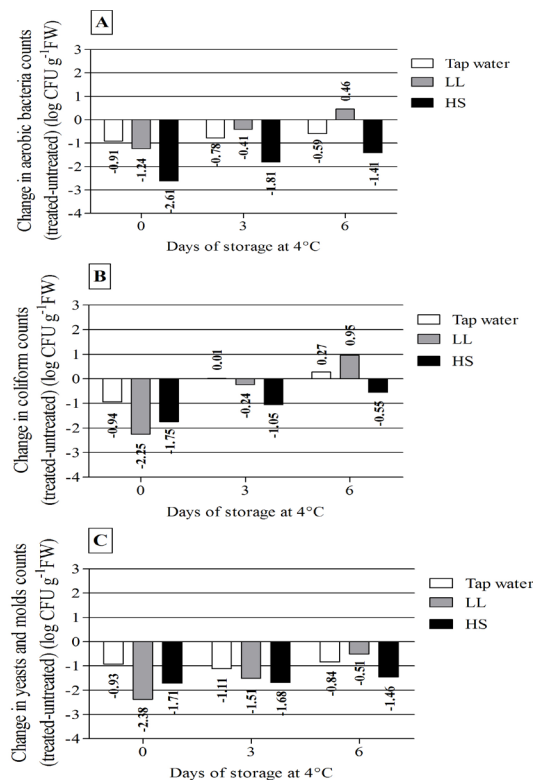 A
Change in aerobic bacteria counts
(treated-untreated) (log CFU g⁻¹FW)
3
2
1
0
-1
-2
-3
-4
-0.91
-1.24
-2.61
-0.78
-0.41
-1.81
-0.59
0.46
-1.41
0 3 6
Days of storage at 4°C
Tap water
LL
HS
B
Change in coliform counts
(treated-untreated) (log CFU g⁻¹FW)
3
2
1
0
-1
-2
-3
-4
-0.94
-2.25
-1.75
0.01
-0.24
-1.05
0.27
0.95
-0.55
0 3 6
Days of storage at 4°C
Tap water
LL
HS
C
Change in yeasts and molds counts
(treated-untreated) (log CFU g⁻¹FW)
3
2
1
0
-1
-2
-3
-4
-0.93
-2.38
-1.71
-1.11
-1.51
-1.68
-0.84
-0.51
-1.46
0 3 6
Days of storage at 4°C
Tap water
LL
HS